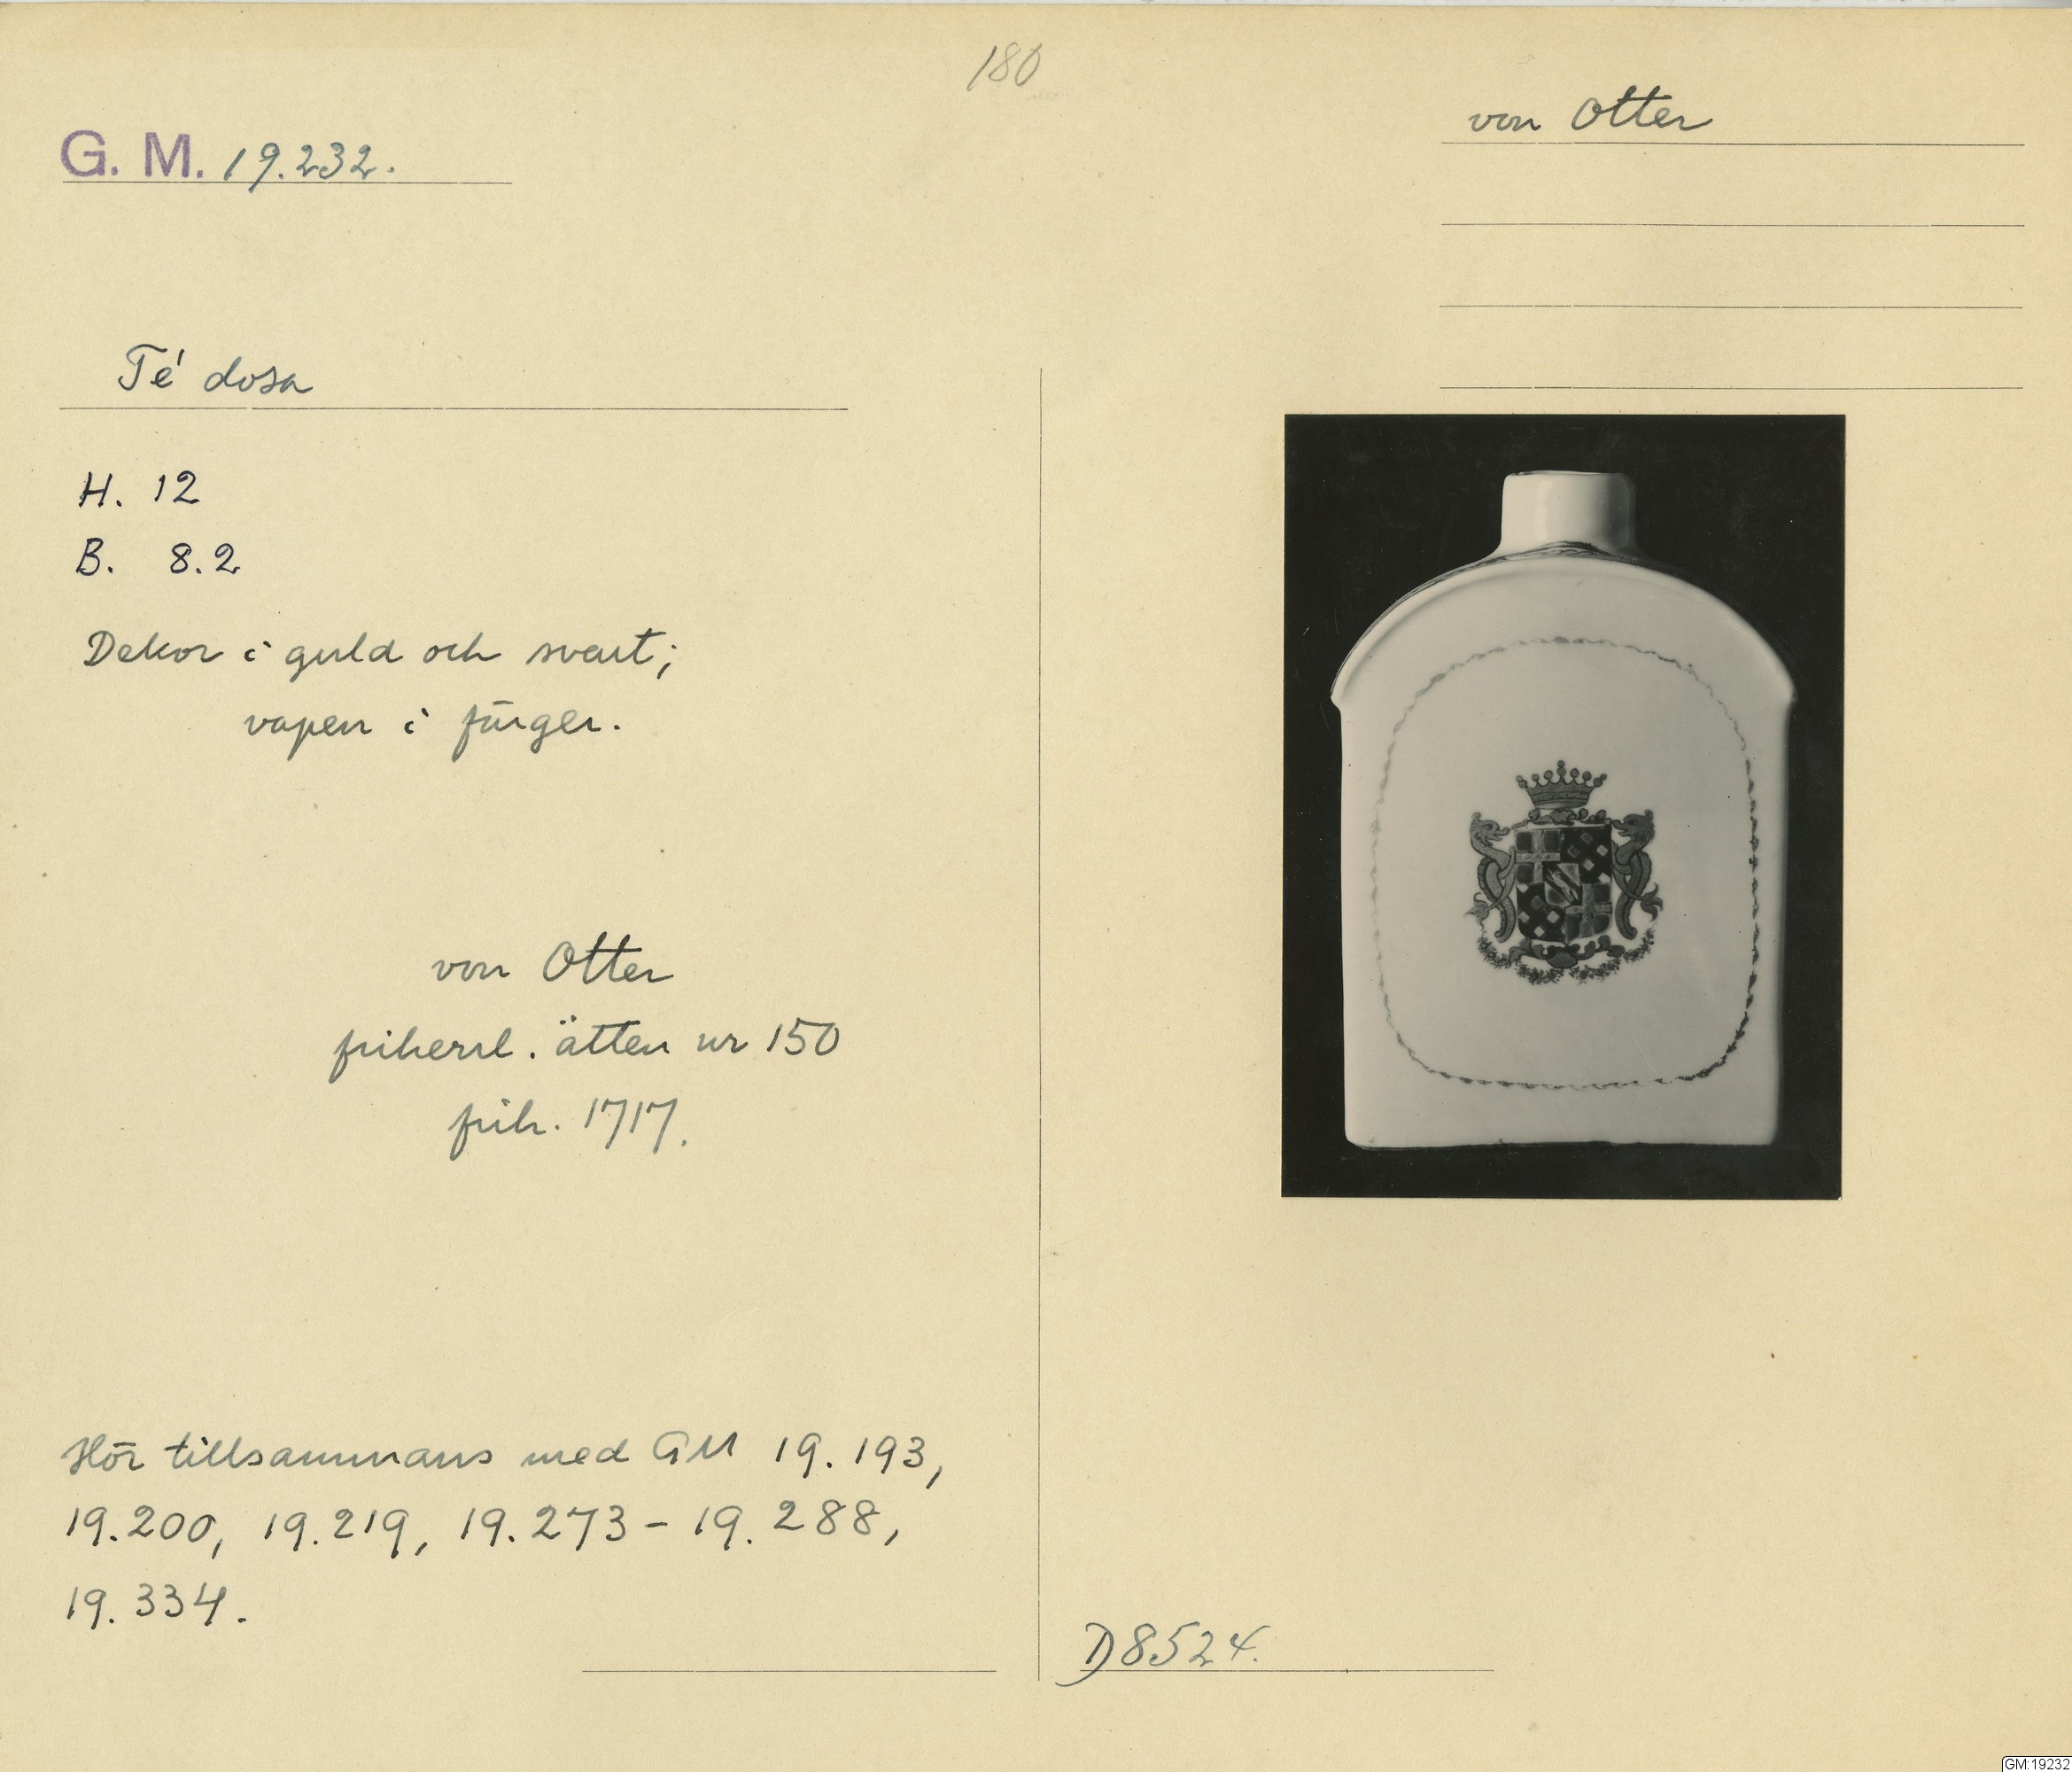 180
von Otter
G. M. 19.232.
Té dosa
H. 12
B. 8.2
Dekor i guld och svart;
vapen i färger.
von Otter
friherrl. ätten nr 150
frih. 1717.
Hör tillsammans med GM 19.193,
19.200, 19.219, 19.273 - 19.288,
19.334.
D8524.
GM:19232